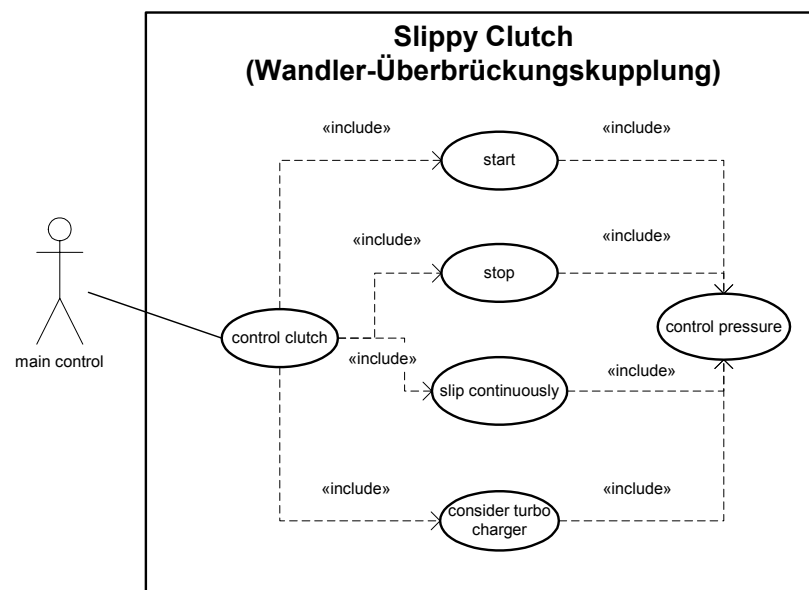 Slippy Clutch
(Wandler-Überbrückungskupplung)
«include»
«include»
start
«include»
«include»
stop
main control
control clutch
control pressure
«include»
«include»
slip continuously
«include»
«include»
consider turbo
charger